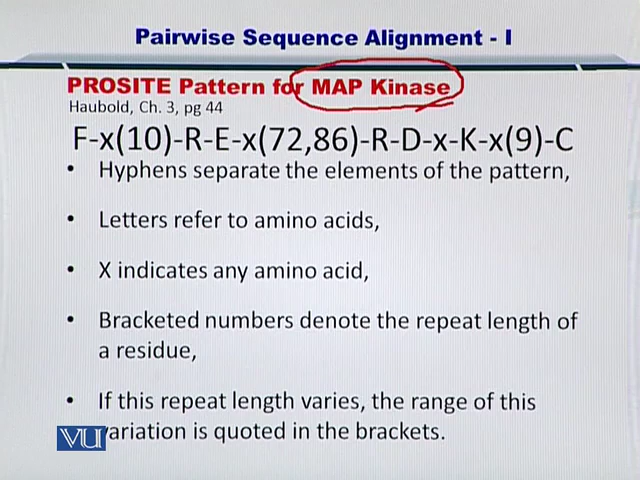 Pairwise Sequence Alignment - I
PROSITE Pattern for MAP Kinase
Haubold, Ch. 3, pg 44
F-x(10)-R-E-x(72,86)-R-D-x-K-x(9)-C
• Hyphens separate the elements of the pattern,
• Letters refer to amino acids,
• X indicates any amino acid,
• Bracketed numbers denote the repeat length of
a residue,
• If this repeat length varies, the range of this
variation is quoted in the brackets.
VU